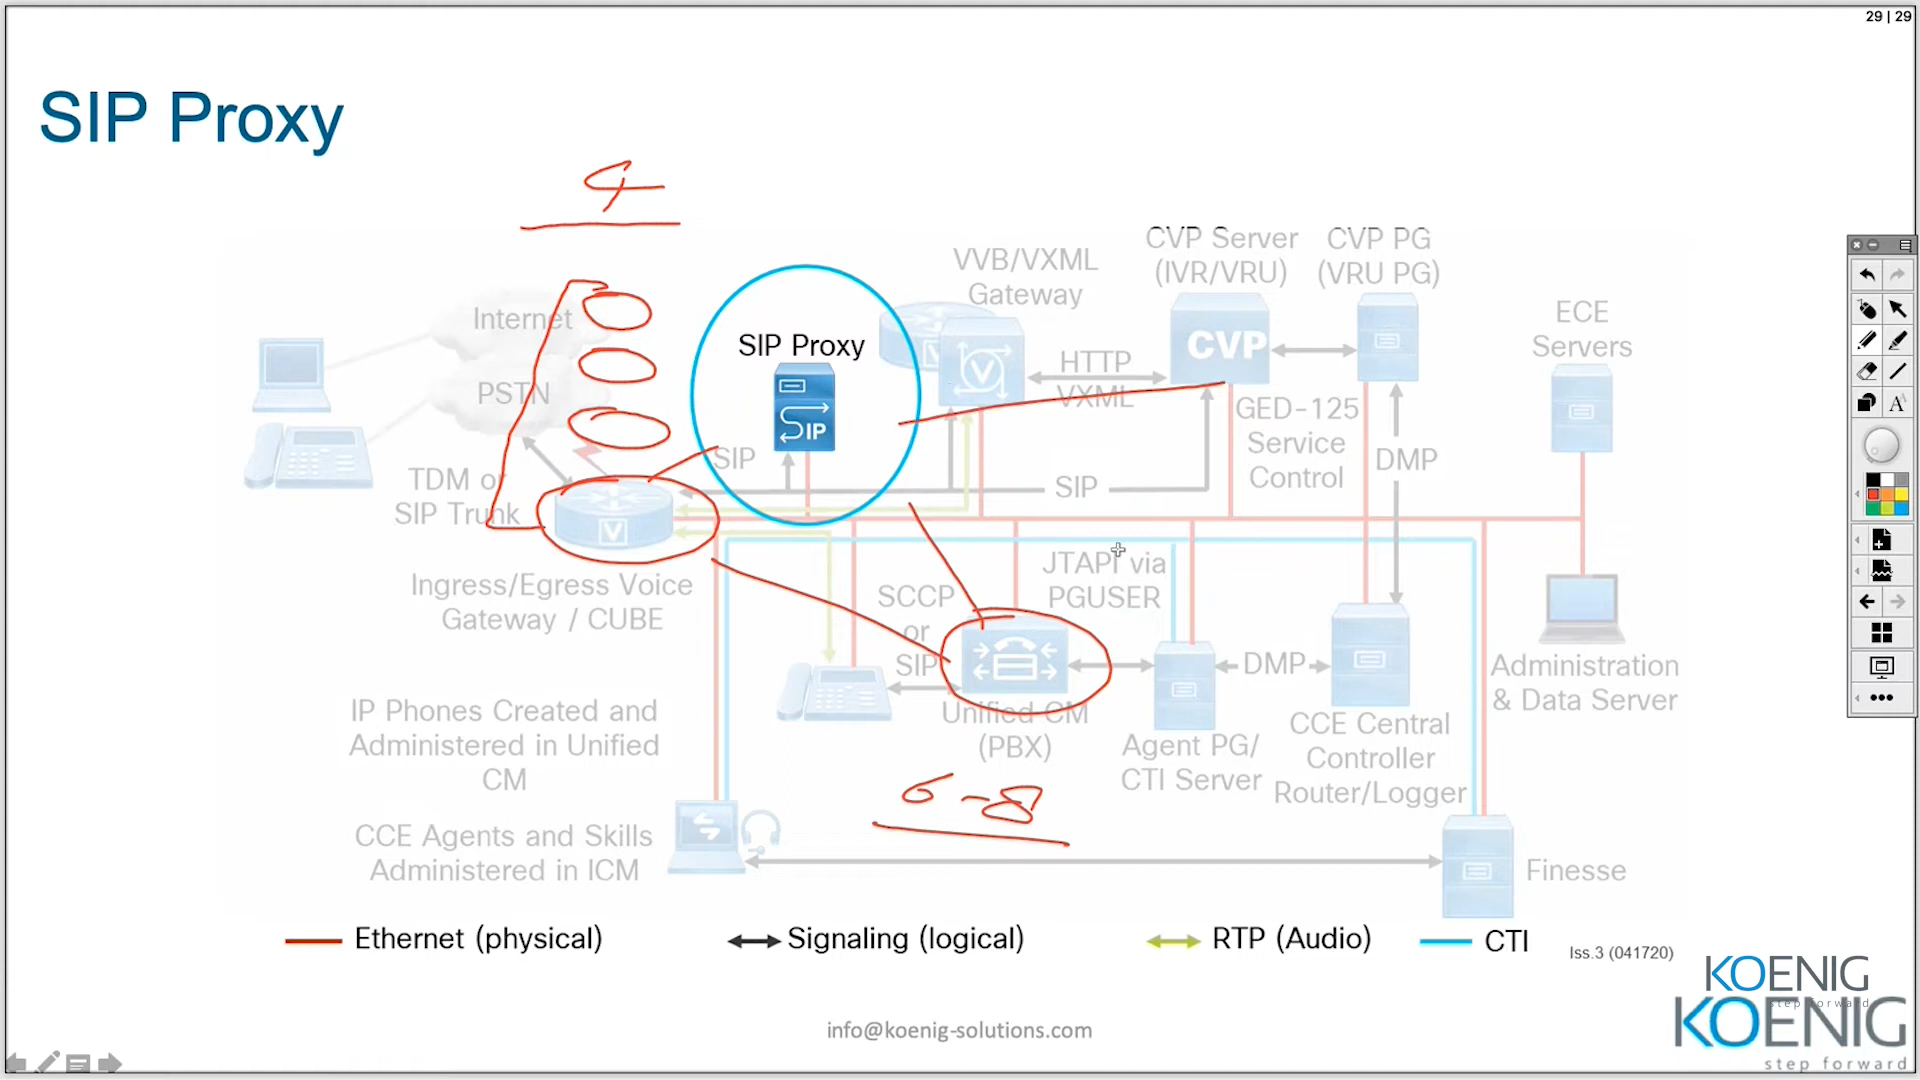 29 | 29
SIP Proxy
4
CVP Server
(IVR/VRU)
CVP PG
(VRU PG)
VVB/VXML
Gateway
ECE
Servers
Internet
PSTN
SIP Proxy
SIP
V
V
HTTP
VXML
CVP
GED-125
Service
Control
DMP
TDM or
SIP Trunk
SIP
SIP
V
Ingress/Egress Voice
Gateway / CUBE
SCCP
or
SIP
JTAPI via
PGUSER
DMP
Administration
& Data Server
IP Phones Created and
Administered in Unified
CM
Unified CM
(PBX)
Agent PG/
CTI Server
CCE Central
Controller
Router/Logger
6-8
CCE Agents and Skills
Administered in ICM
Finesse
Ethernet (physical)
Signaling (logical)
RTP (Audio)
CTI
Iss.3 (041720)
KOENIG
step forward
KOENIG
step forward
info@koenig-solutions.com